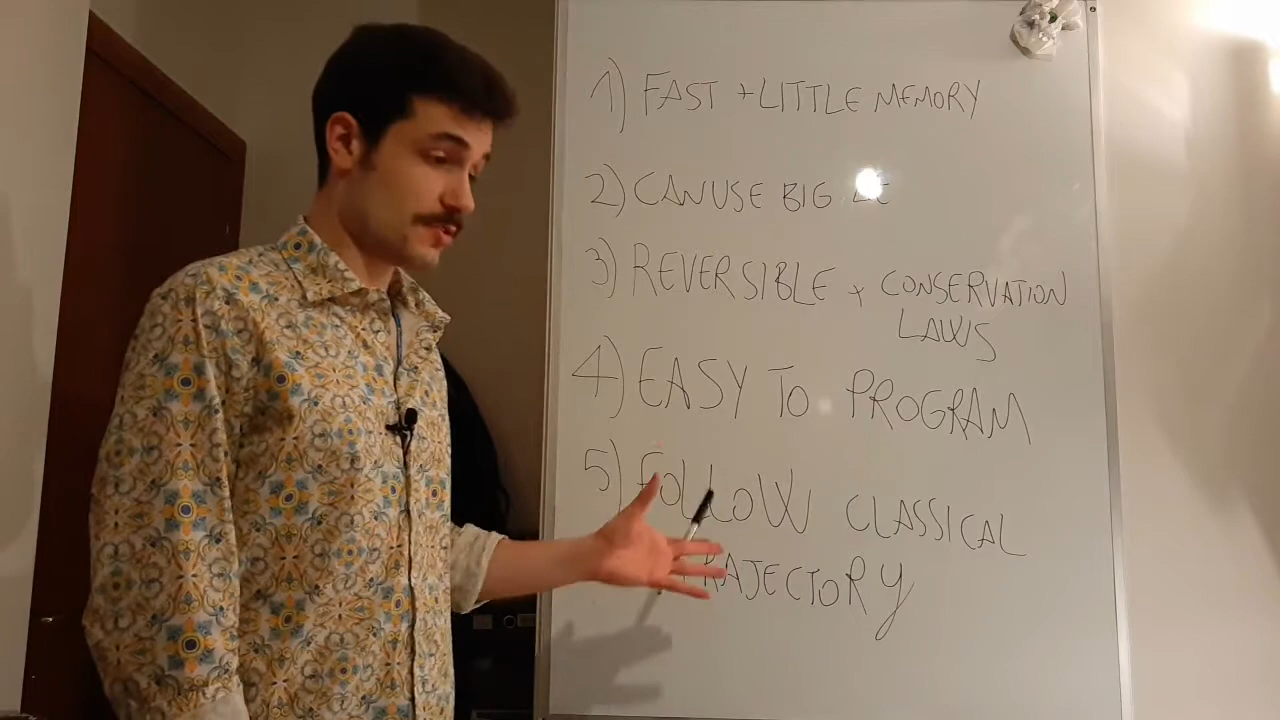 1) FAST + LITTLE MEMORY
2) CAN USE BIG
3) REVERSIBLE + CONSERVATION
LAWS
4) EASY TO PROGRAM
5) FOLLOW CLASSICAL
TRAJECTORY